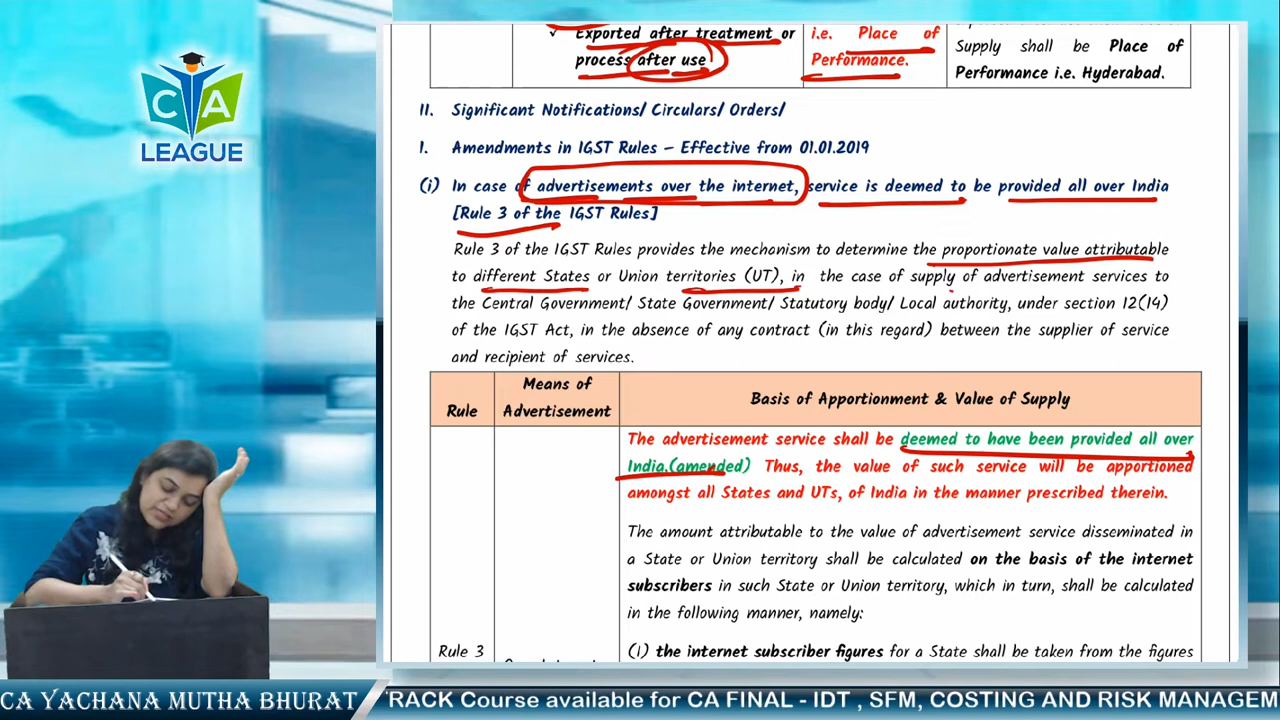 CA
LEAGUE
✓ Exported after treatment or
process after use
i.e. Place of
Performance.
Supply shall be Place of
Performance i.e. Hyderabad.
II. Significant Notifications/ Circulars/ Orders/
I. Amendments in IGST Rules – Effective from 01.01.2019
(i) In case of advertisements over the internet, service is deemed to be provided all over India
[Rule 3 of the IGST Rules]
Rule 3 of the IGST Rules provides the mechanism to determine the proportionate value attributable
to different States or Union territories (UT), in the case of supply of advertisement services to
the Central Government/ State Government/ Statutory body/ Local authority, under section 12(14)
of the IGST Act, in the absence of any contract (in this regard) between the supplier of service
and recipient of services.
Rule
Means of
Advertisement
Basis of Apportionment & Value of Supply
The advertisement service shall be deemed to have been provided all over
India.(amended) Thus, the value of such service will be apportioned
amongst all States and UTs, of India in the manner prescribed therein.
The amount attributable to the value of advertisement service disseminated in
a State or Union territory shall be calculated on the basis of the internet
subscribers in such State or Union territory, which in turn, shall be calculated
in the following manner, namely:
Rule 3
(i) the internet subscriber figures for a State shall be taken from the figures
CA YACHANA MUTHA BHURAT
TRACK Course available for CA FINAL - IDT , SFM, COSTING AND RISK MANAGEM